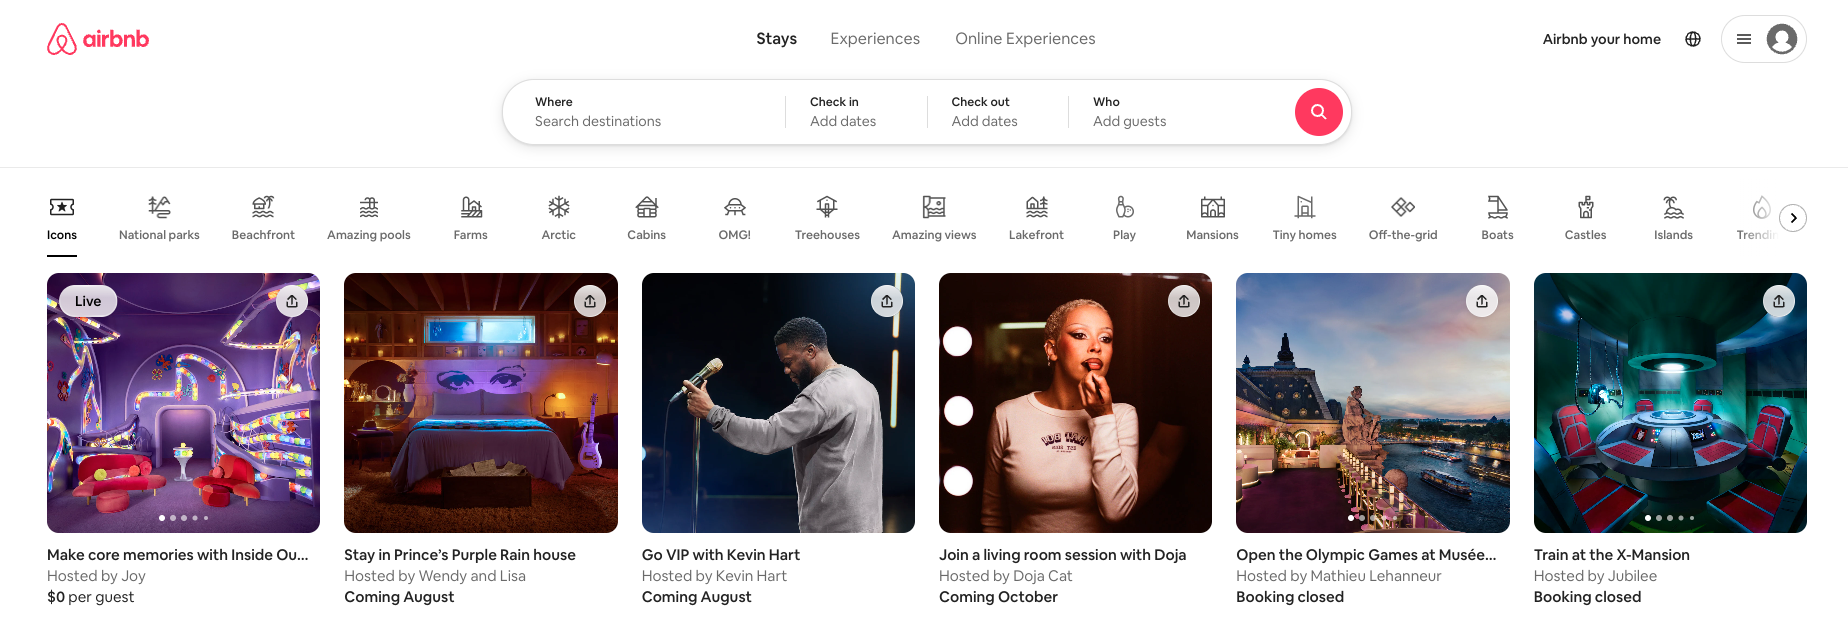 airbnb
Stays
Experiences
Online Experiences
Airbnb your home
Where
Search destinations
Check in
Add dates
Check out
Add dates
Who
Add guests
Icons
National parks
Beachfront
Amazing pools
Farms
Arctic
Cabins
OMG!
Treehouses
Amazing views
Lakefront
Play
Mansions
Tiny homes
Off-the-grid
Boats
Castles
Islands
Live
Make core memories with Inside Ou...
Hosted by Joy
$0 per guest
Stay in Prince's Purple Rain house
Hosted by Wendy and Lisa
Coming August
Go VIP with Kevin Hart
Hosted by Kevin Hart
Coming August
Join a living room session with Doja
Hosted by Doja Cat
Coming October
Open the Olympic Games at Musée...
Hosted by Mathieu Lehanneur
Booking closed
Train at the X-Mansion
Hosted by Jubilee
Booking closed